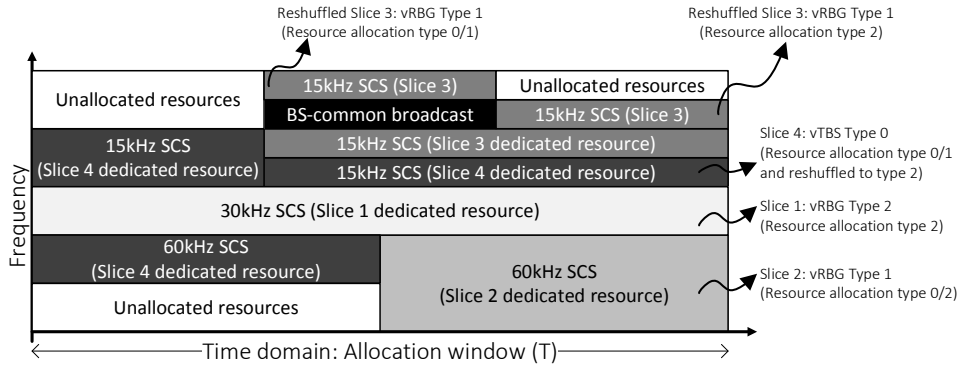 Reshuffled Slice 3: vRBG Type 1
(Resource allocation type 0/1)
Reshuffled Slice 3: vRBG Type 1
(Resource allocation type 2)
Unallocated resources
15kHz SCS (Slice 3)
Unallocated resources
BS-common broadcast
15kHz SCS (Slice 3)
15kHz SCS
(Slice 4 dedicated resource)
15kHz SCS (Slice 3 dedicated resource)
15kHz SCS (Slice 4 dedicated resource)
Slice 4: vTBS Type 0
(Resource allocation type 0/1
and reshuffled to type 2)
30kHz SCS (Slice 1 dedicated resource)
Slice 1: vRBG Type 2
(Resource allocation type 2)
60kHz SCS
(Slice 4 dedicated resource)
Unallocated resources
60kHz SCS
(Slice 2 dedicated resource)
Slice 2: vRBG Type 1
(Resource allocation type 0/2)
Frequency
Time domain: Allocation window (T)